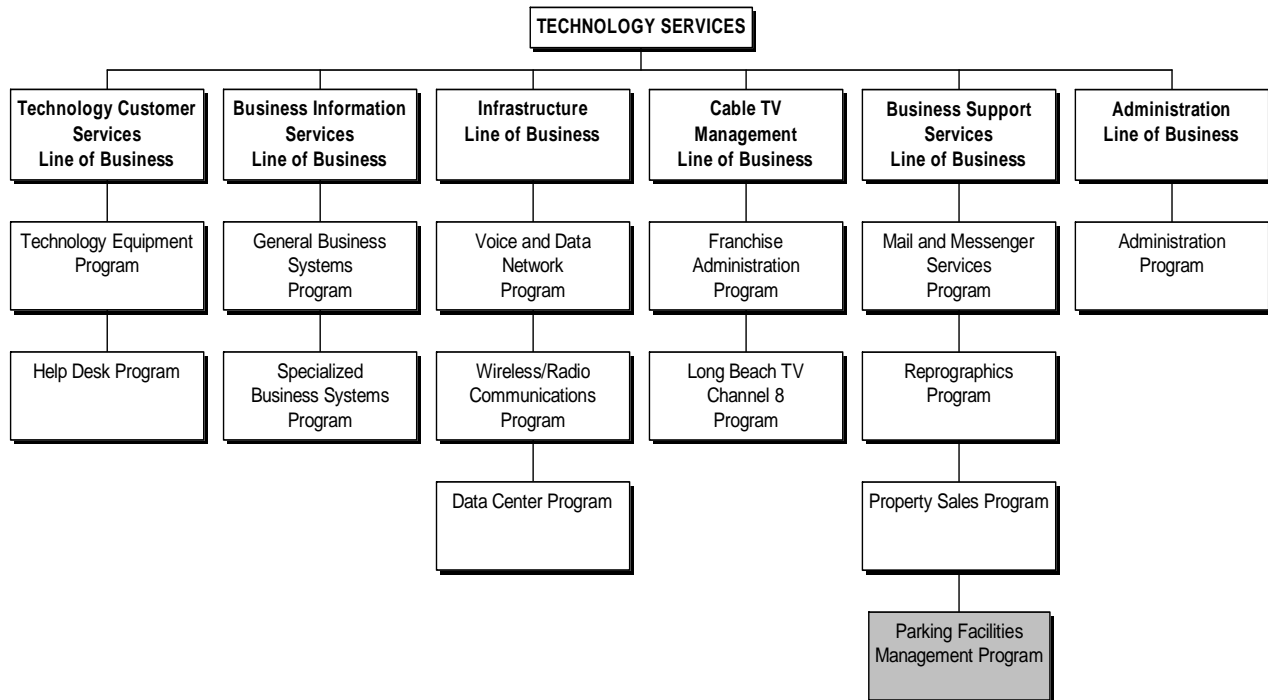 TECHNOLOGY SERVICES
Technology Customer
Services
Line of Business
Business Information
Services
Line of Business
Infrastructure
Line of Business
Cable TV
Management
Line of Business
Business Support
Services
Line of Business
Administration
Line of Business
Technology Equipment
Program
General Business
Systems
Program
Voice and Data
Network
Program
Franchise
Administration
Program
Mail and Messenger
Services
Program
Administration
Program
Help Desk Program
Specialized
Business Systems
Program
Wireless/Radio
Communications
Program
Long Beach TV
Channel 8
Program
Reprographics
Program
Data Center Program
Property Sales Program
Parking Facilities
Management Program